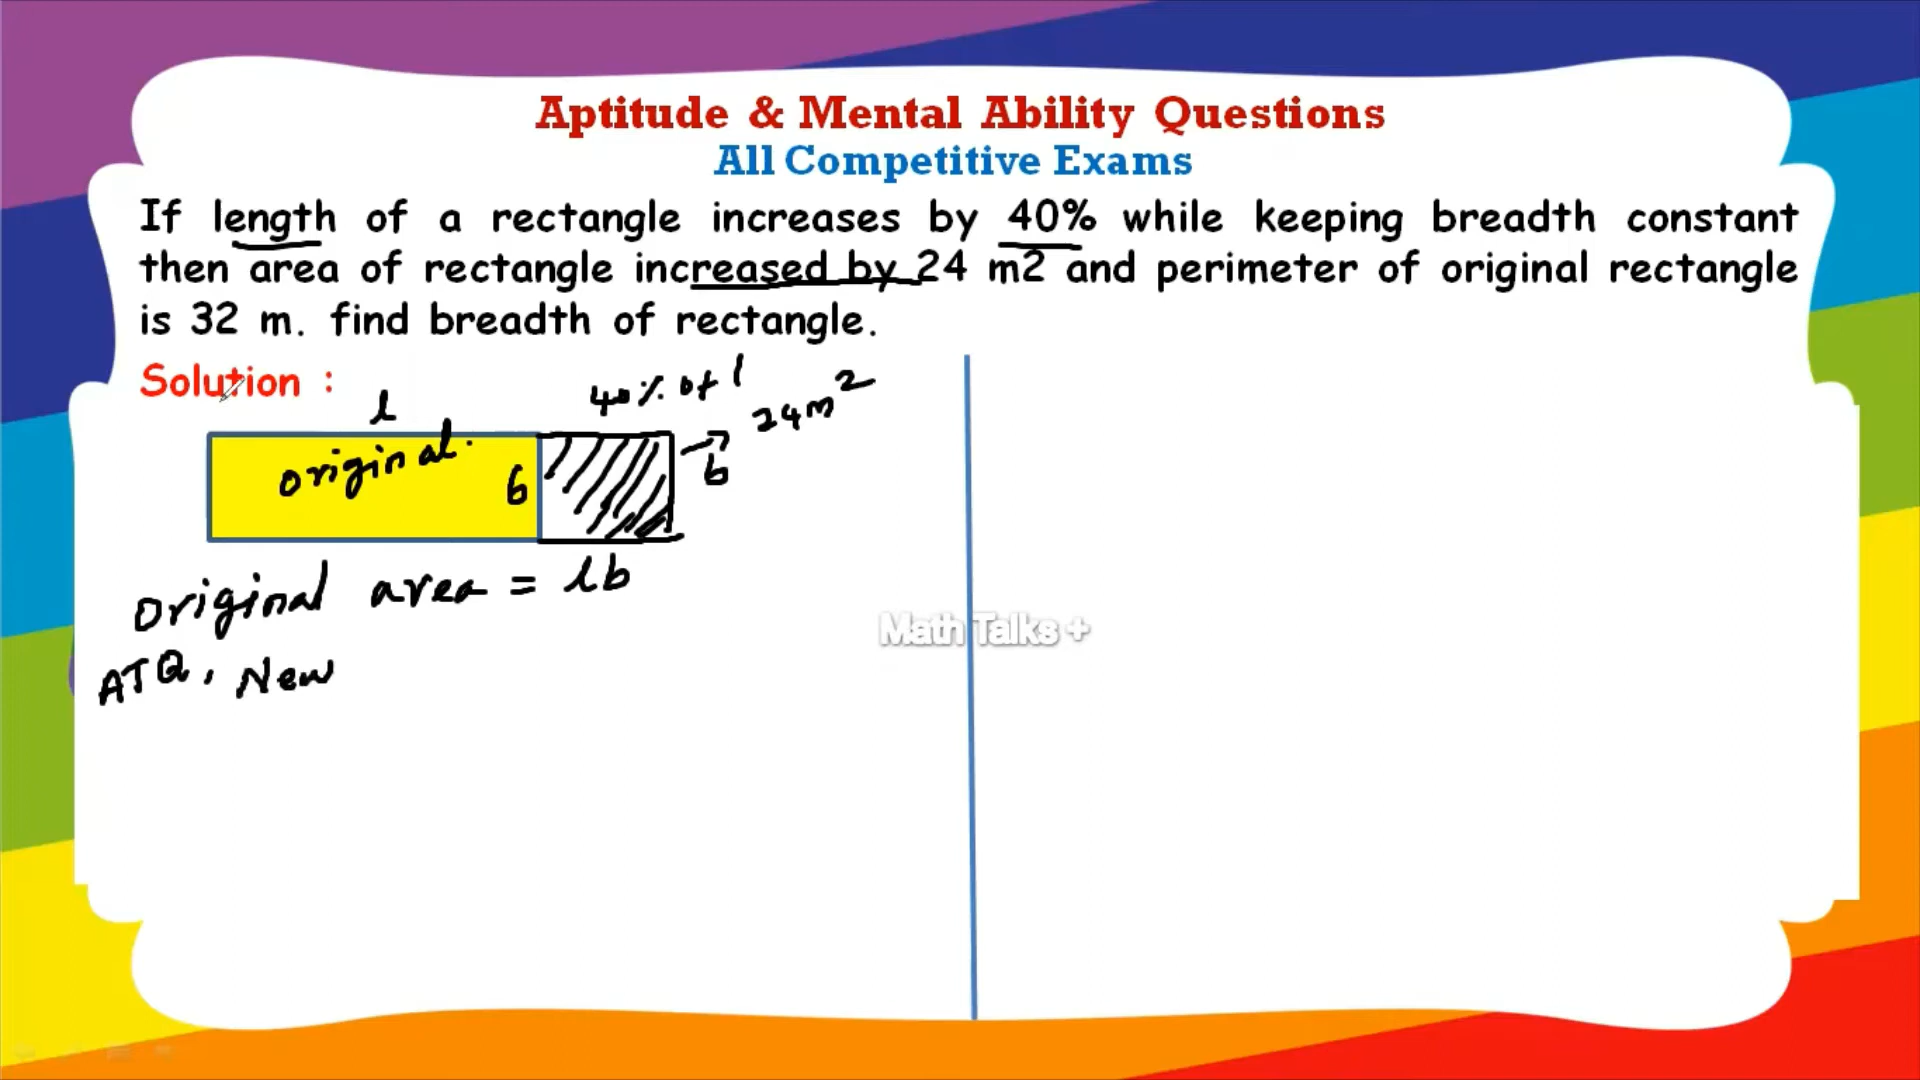 Aptitude & Mental Ability Questions
All Competitive Exams
If length of a rectangle increases by 40% while keeping breadth constant
then area of rectangle increased by 24 m2 and perimeter of original rectangle
is 32 m. find breadth of rectangle.
Solution :
l
40% of l
24m²
original.
b
b
Original area = lb
Math Talks +
ATQ, New